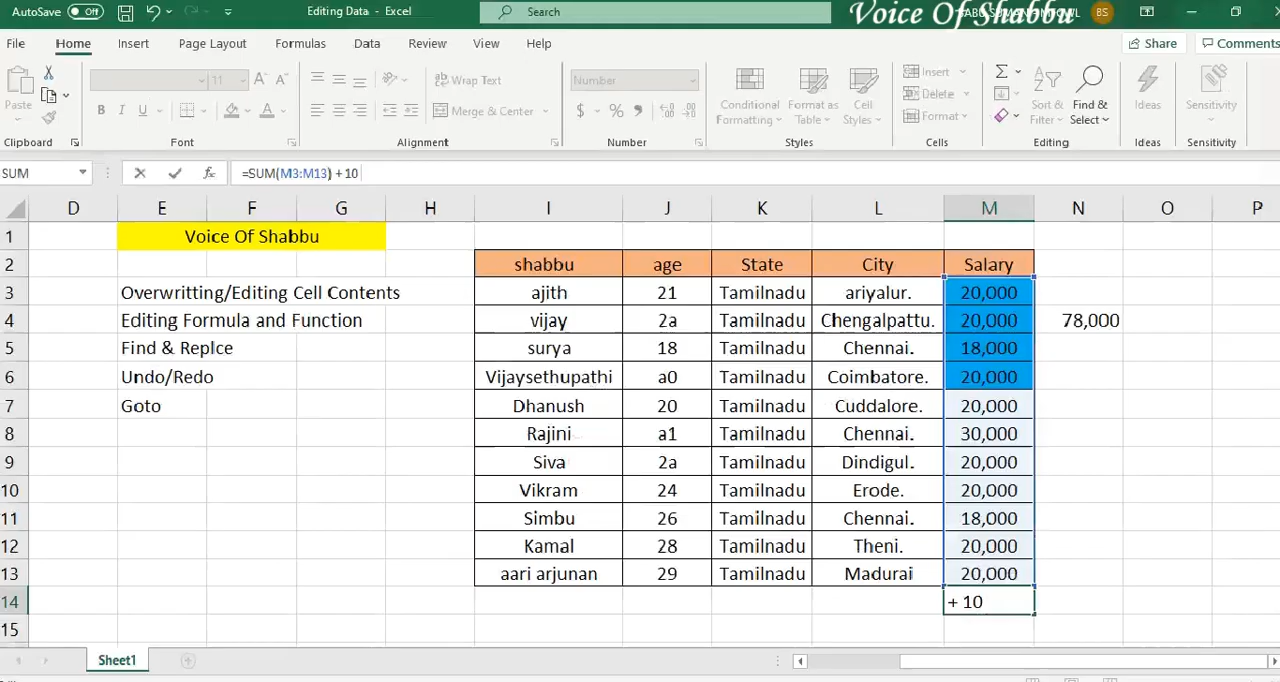 AutoSave Off Editing Data - Excel Search Voice Of Shabbu BS
File Home Insert Page Layout Formulas Data Review View Help Share Comments
Paste 11 Wrap Text Number Conditional Formatting Format as Table Cell Styles Insert Sort & Filter Find & Select Ideas Sensitivity
B I U Merge & Center $ % Delete
Format
Clipboard Font Alignment Number Styles Cells Editing Ideas Sensitivity
SUM fx =SUM(M3:M13) + 10
D E F G H I J K L M N O P
1 Voice Of Shabbu
2 shabbu age State City Salary
3 Overwritting/Editing Cell Contents ajith 21 Tamilnadu ariyalur. 20,000
4 Editing Formula and Function vijay 2a Tamilnadu Chengalpattu. 20,000 78,000
5 Find & Replce surya 18 Tamilnadu Chennai. 18,000
6 Undo/Redo Vijaysethupathi a0 Tamilnadu Coimbatore. 20,000
7 Goto Dhanush 20 Tamilnadu Cuddalore. 20,000
8 Rajini a1 Tamilnadu Chennai. 30,000
9 Siva 2a Tamilnadu Dindigul. 20,000
10 Vikram 24 Tamilnadu Erode. 20,000
11 Simbu 26 Tamilnadu Chennai. 18,000
12 Kamal 28 Tamilnadu Theni. 20,000
13 aari arjunan 29 Tamilnadu Madurai 20,000
14 + 10
15
Sheet1